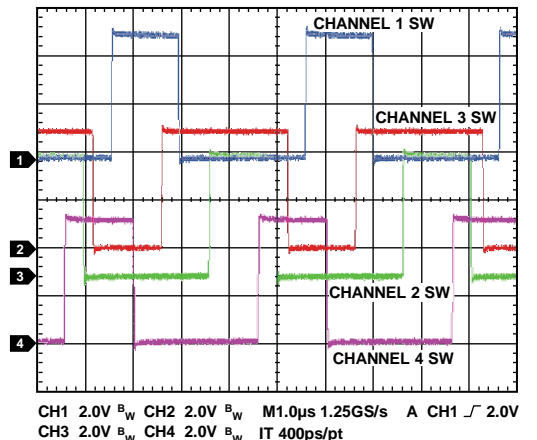 CHANNEL 1 SW
CHANNEL 3 SW
1
2
3
CHANNEL 2 SW
4
CHANNEL 4 SW
CH1 2.0V BW CH2 2.0V BW M1.0µs 1.25GS/s A CH1 2.0V
CH3 2.0V BW CH4 2.0V BW IT 400ps/pt